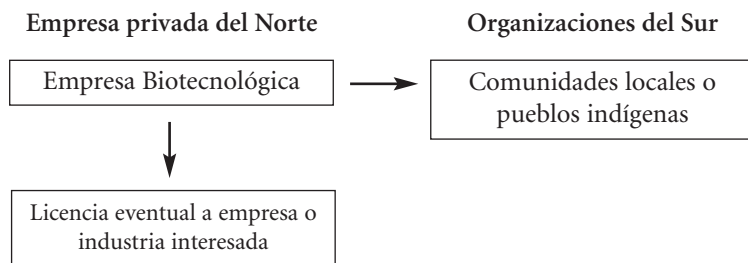 Empresa privada del Norte
Organizaciones del Sur
Empresa Biotecnológica
Comunidades locales o
pueblos indígenas
Licencia eventual a empresa o
industria interesada